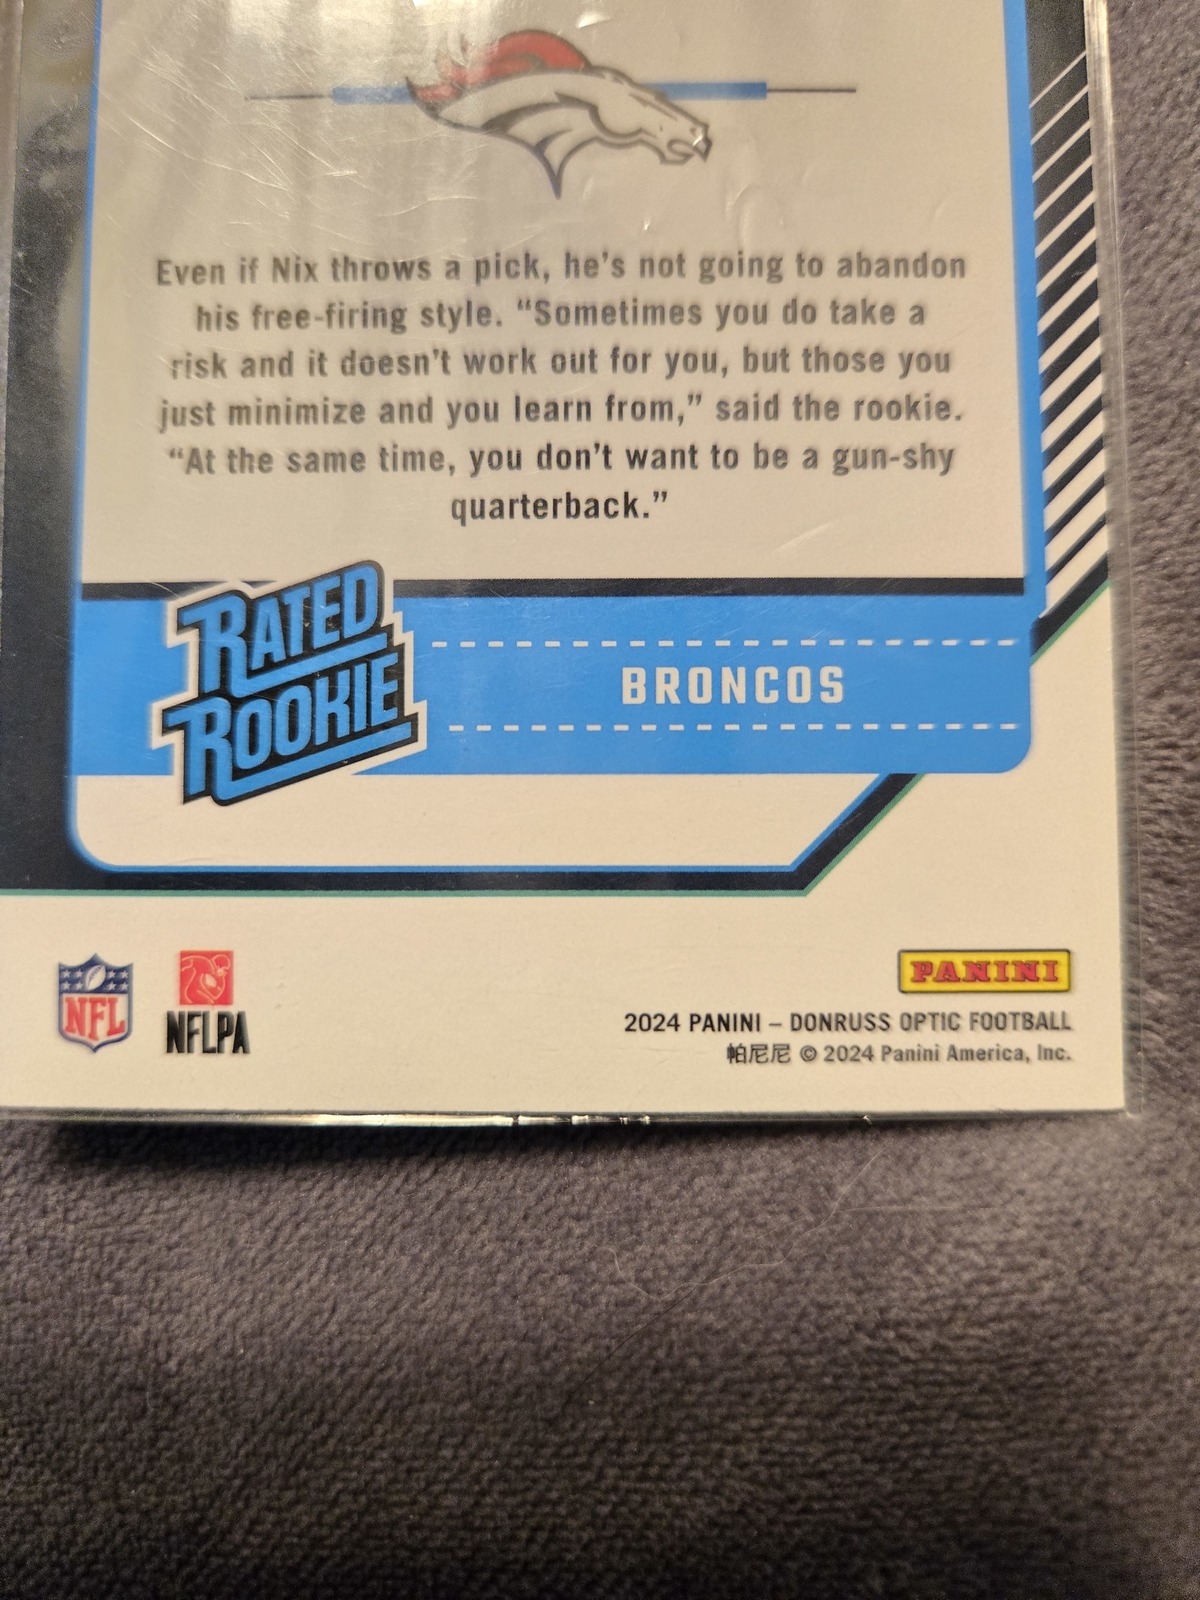 Even if Nix throws a pick, he's not going to abandon
his free-firing style. “Sometimes you do take a
risk and it doesn't work out for you, but those you
just minimize and you learn from,” said the rookie.
“At the same time, you don't want to be a gun-shy
quarterback.”
RATED
ROOKIE
BRONCOS
NFL
NFLPA
PANINI
2024 PANINI – DONRUSS OPTIC FOOTBALL
帕尼尼 © 2024 Panini America, Inc.